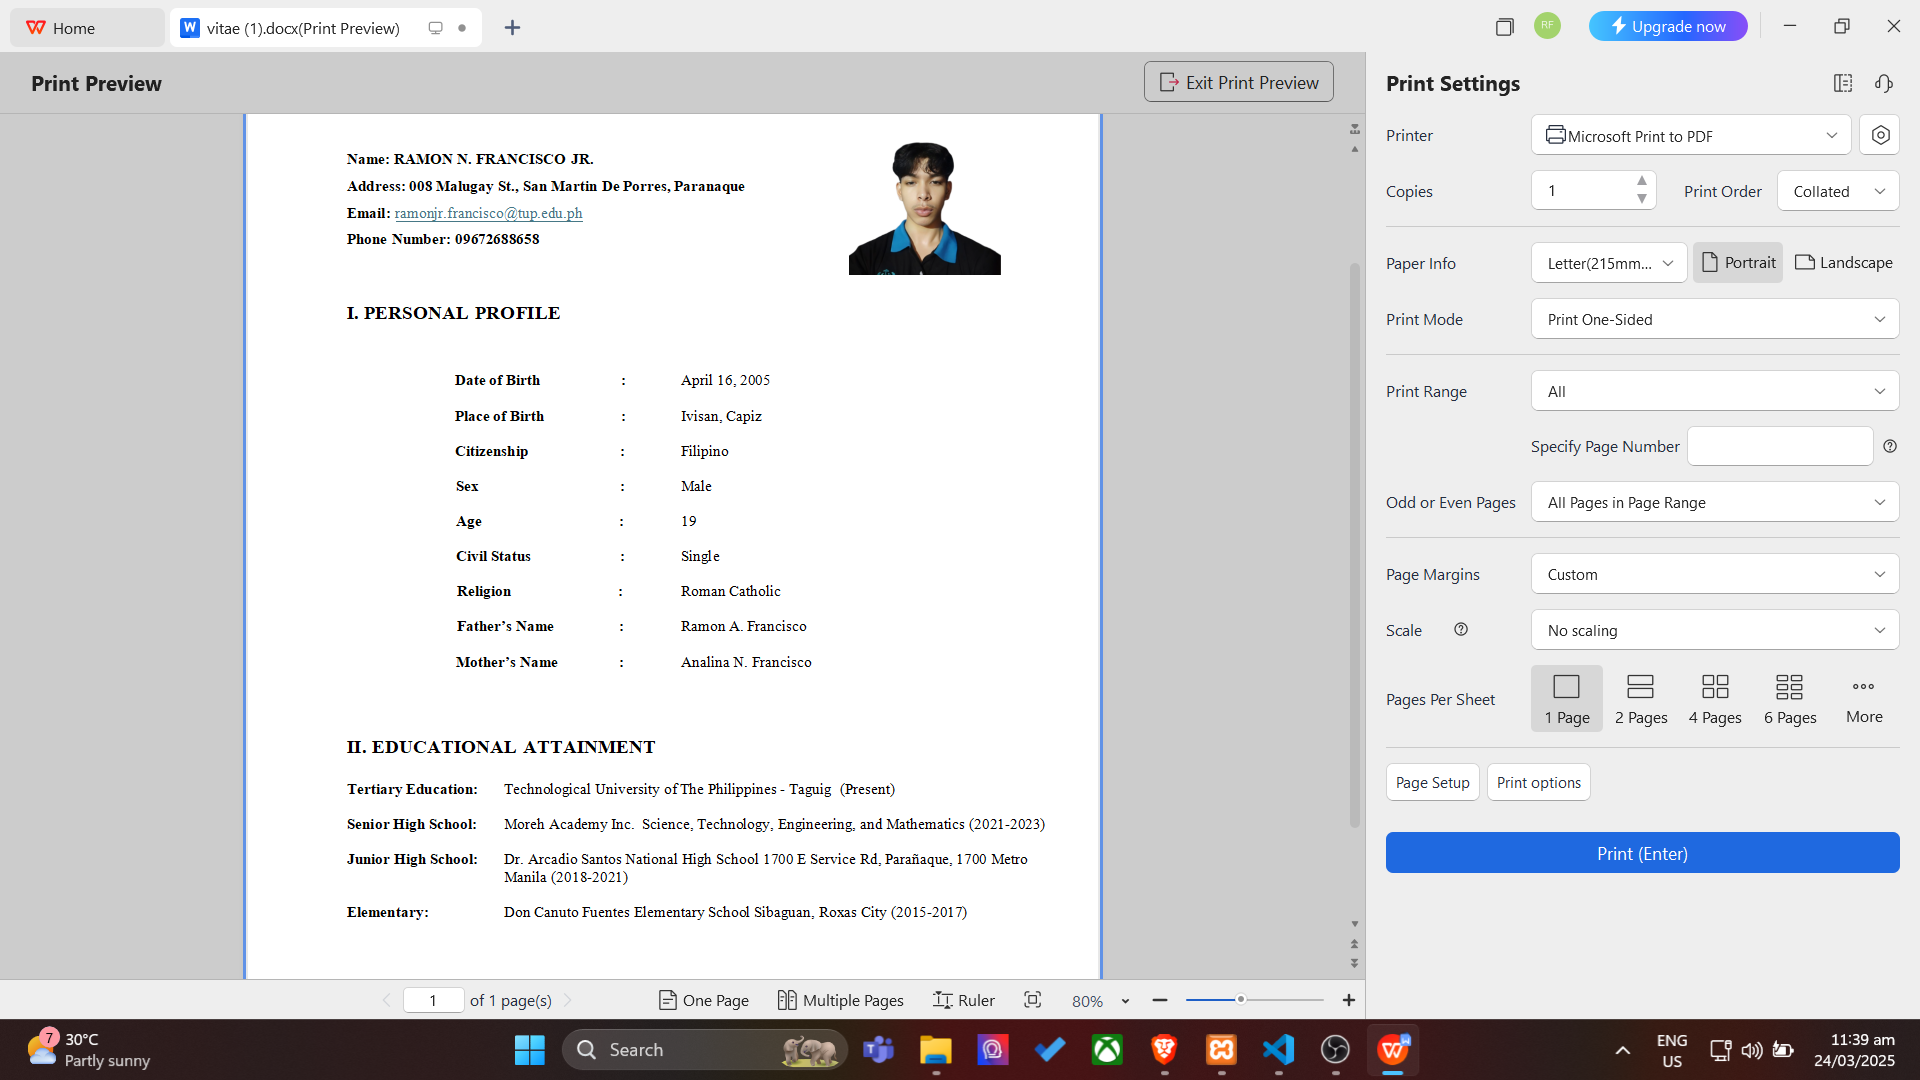 Home
vitae (1).docx(Print Preview)
RF
Upgrade now
Print Preview
Exit Print Preview
Name: RAMON N. FRANCISCO JR.
Address: 008 Malugay St., San Martin De Porres, Paranaque
Email: ramonjr.francisco@tup.edu.ph
Phone Number: 09672688658
I. PERSONAL PROFILE
Date of Birth : April 16, 2005
Place of Birth : Ivisan, Capiz
Citizenship : Filipino
Sex : Male
Age : 19
Civil Status : Single
Religion : Roman Catholic
Father’s Name : Ramon A. Francisco
Mother’s Name : Analina N. Francisco
II. EDUCATIONAL ATTAINMENT
Tertiary Education: Technological University of The Philippines - Taguig (Present)
Senior High School: Moreh Academy Inc. Science, Technology, Engineering, and Mathematics (2021-2023)
Junior High School: Dr. Arcadio Santos National High School 1700 E Service Rd, Parañaque, 1700 Metro
Manila (2018-2021)
Elementary: Don Canuto Fuentes Elementary School Sibaguan, Roxas City (2015-2017)
Print Settings
Printer Microsoft Print to PDF
Copies 1 Print Order Collated
Paper Info Letter(215mm... Portrait Landscape
Print Mode Print One-Sided
Print Range All
Specify Page Number
Odd or Even Pages All Pages in Page Range
Page Margins Custom
Scale No scaling
Pages Per Sheet 1 Page 2 Pages 4 Pages 6 Pages More
Page Setup Print options
Print (Enter)
1 of 1 page(s) One Page Multiple Pages Ruler 80%
7 30°C
Partly sunny
Search
ENG
US
11:39 am
24/03/2025